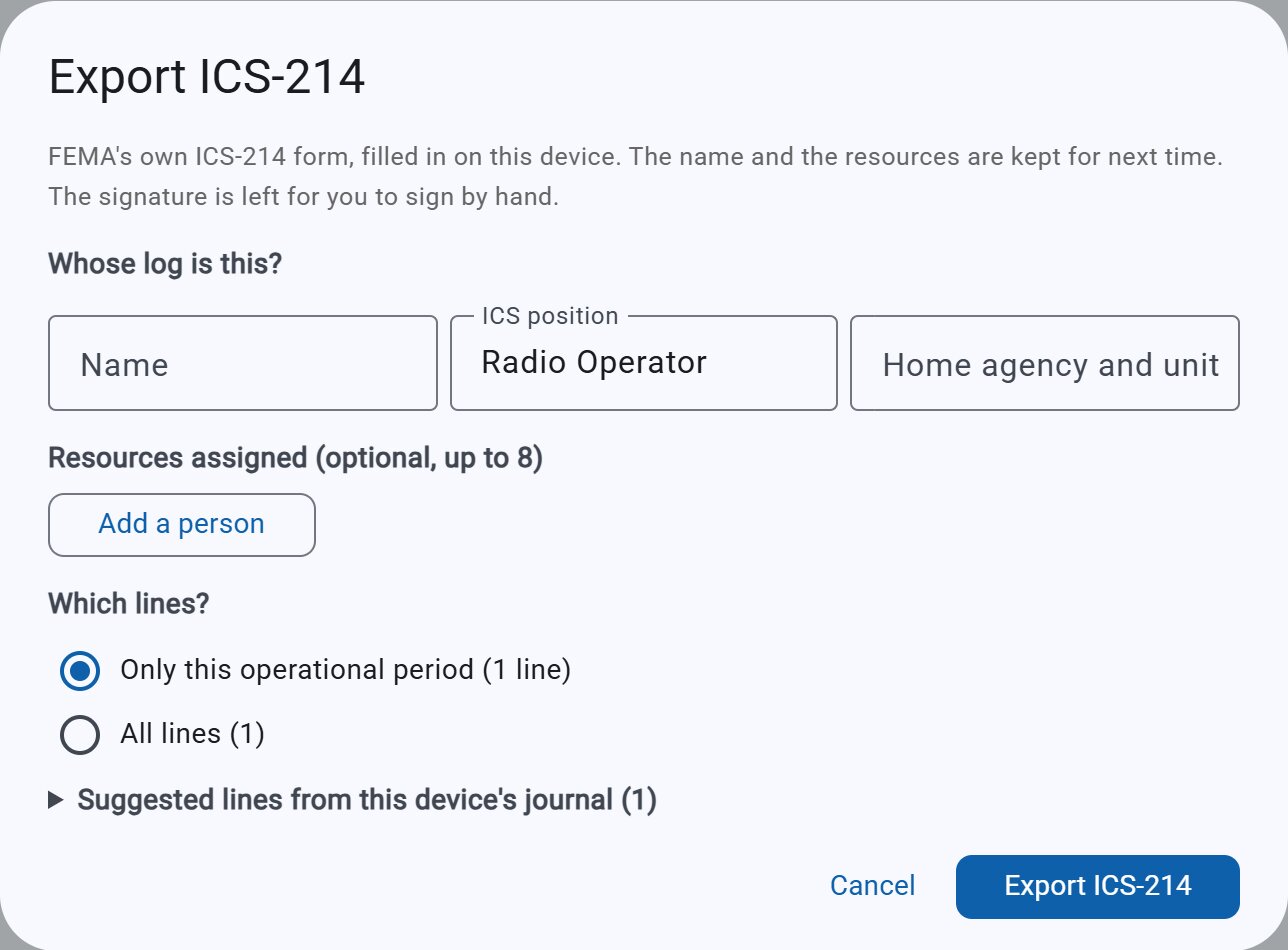 Export ICS-214
FEMA's own ICS-214 form, filled in on this device. The name and the resources are kept for next time.
The signature is left for you to sign by hand.
Whose log is this?
Name
ICS position
Radio Operator
Home agency and unit
Resources assigned (optional, up to 8)
Add a person
Which lines?
Only this operational period (1 line)
All lines (1)
Suggested lines from this device's journal (1)
Cancel
Export ICS-214